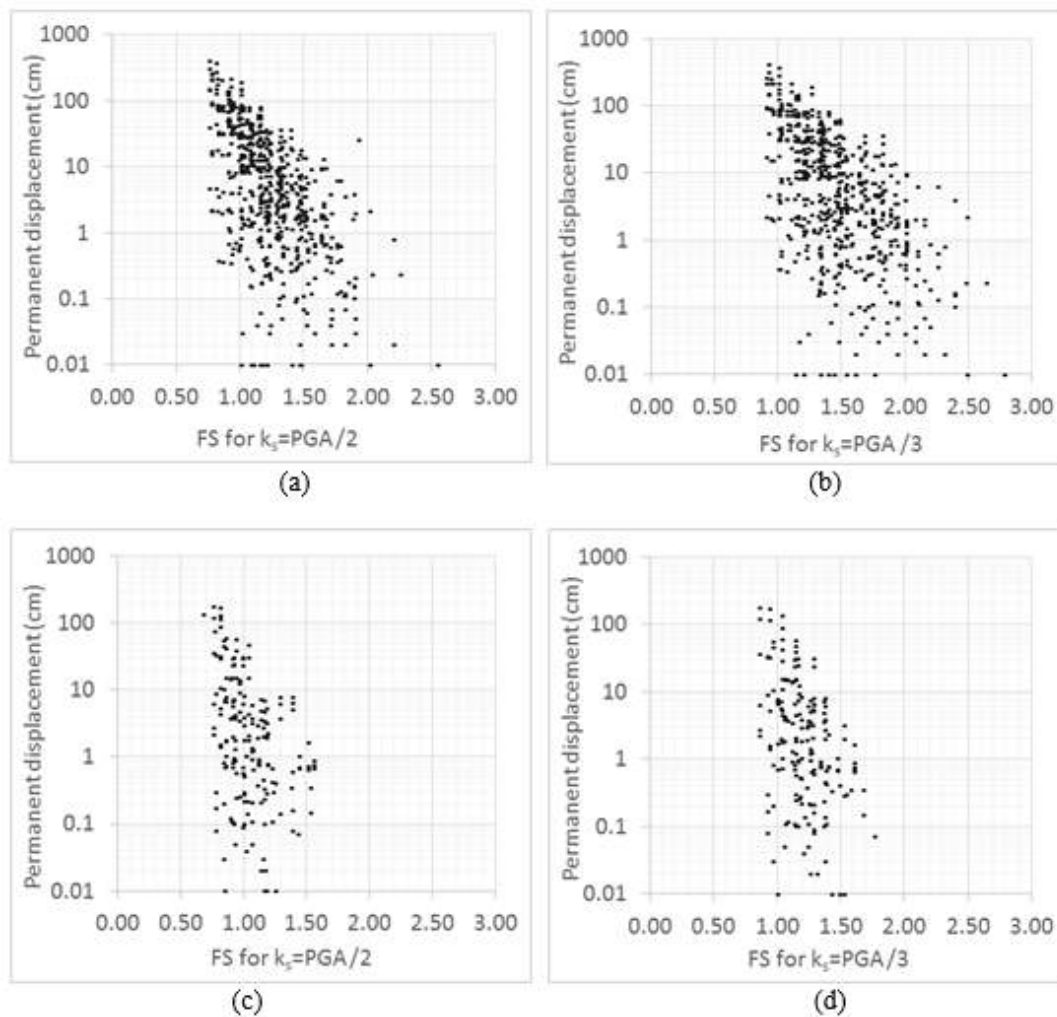 1000
100
10
1
0.1
0.01
Permanent displacement (cm)
0.00 0.50 1.00 1.50 2.00 2.50 3.00
FS for ks=PGA/2
(a)
1000
100
10
1
0.1
0.01
Permanent displacement (cm)
0.00 0.50 1.00 1.50 2.00 2.50 3.00
FS for ks=PGA /3
(b)
1000
100
10
1
0.1
0.01
Permanent displacement (cm)
0.00 0.50 1.00 1.50 2.00 2.50 3.00
FS for ks=PGA/2
(c)
1000
100
10
1
0.1
0.01
Permanent displacement (cm)
0.00 0.50 1.00 1.50 2.00 2.50 3.00
FS for ks=PGA/3
(d)